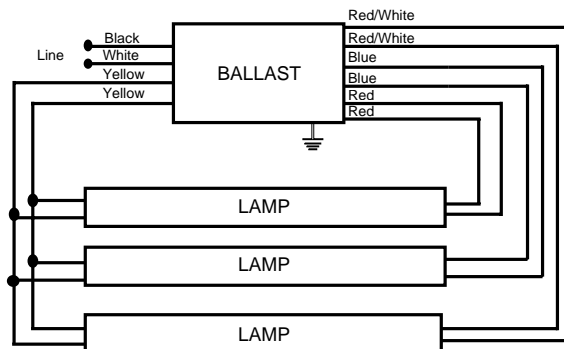 Red/White
Black
Red/White
Line
White
Blue
BALLAST
Yellow
Blue
Yellow
Red
Red
LAMP
LAMP
LAMP